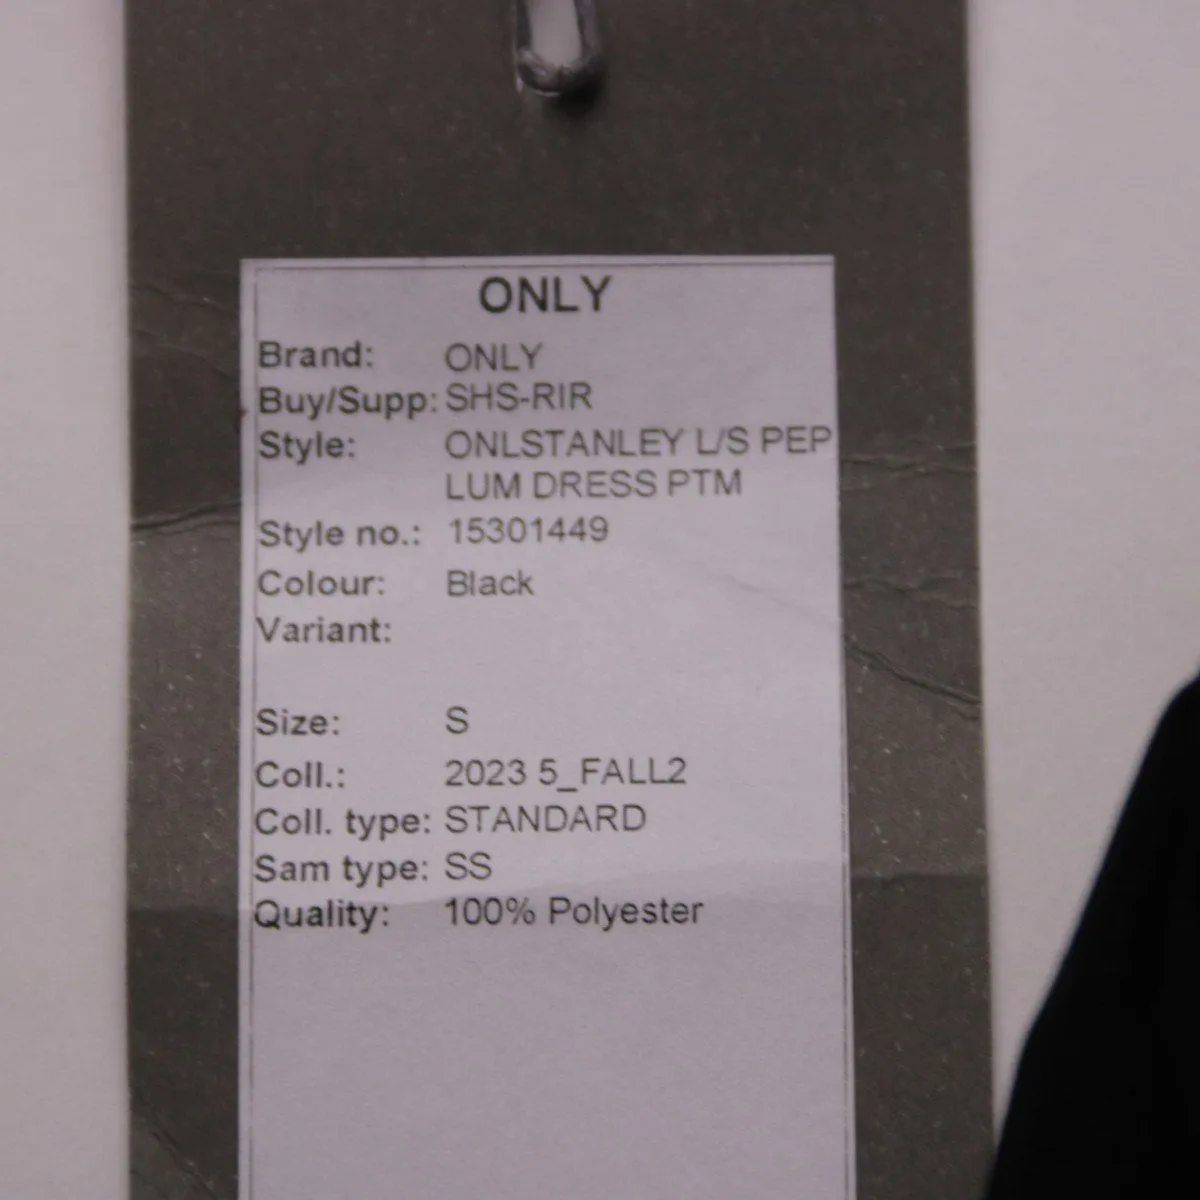 ONLY
Brand: ONLY
Buy/Supp: SHS-RIR
Style: ONLSTANLEY L/S PEP
LUM DRESS PTM
Style no.: 15301449
Colour: Black
Variant:
Size: S
Coll.: 2023 5_FALL2
Coll. type: STANDARD
Sam type: SS
Quality: 100% Polyester